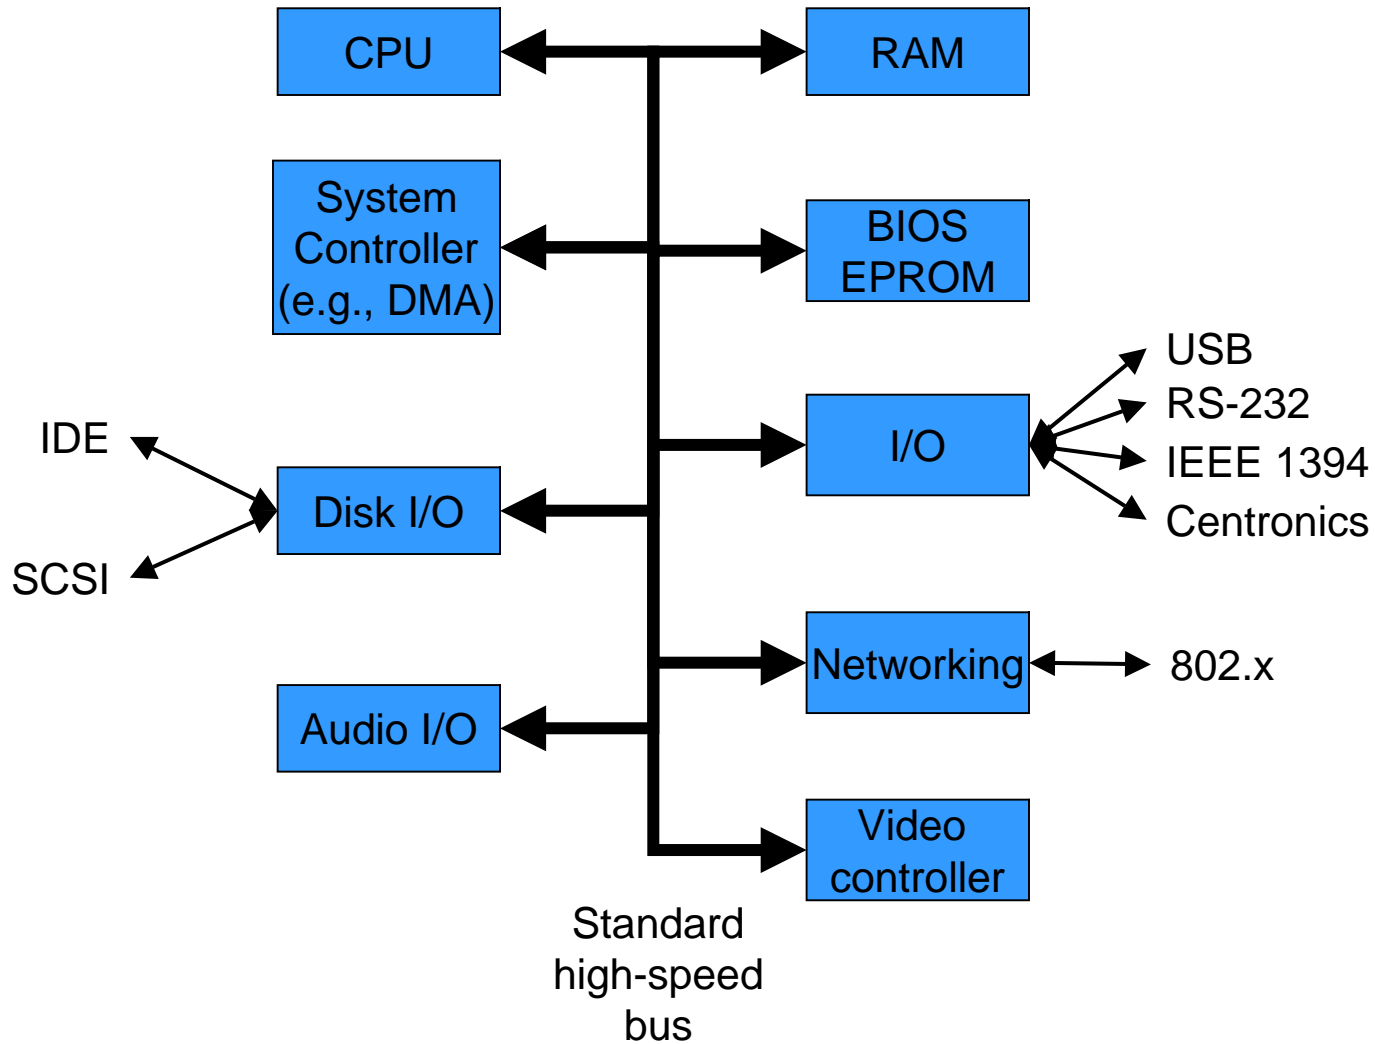 CPU
RAM
System
Controller
(e.g., DMA)
BIOS
EPROM
USB
RS-232
IEEE 1394
Centronics
I/O
IDE
SCSI
Disk I/O
Networking
802.x
Audio I/O
Video
controller
Standard
high-speed
bus